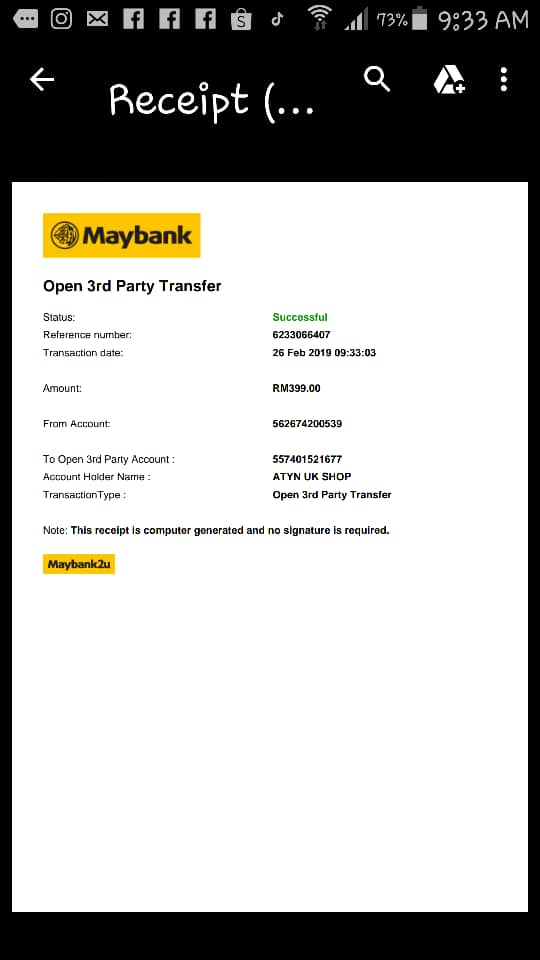 73% 9:33 AM
Receipt (...
Maybank
Open 3rd Party Transfer
Status: Successful
Reference number: 6233066407
Transaction date: 26 Feb 2019 09:33:03
Amount: RM399.00
From Account: 562674200539
To Open 3rd Party Account : 557401521677
Account Holder Name : ATYN UK SHOP
TransactionType : Open 3rd Party Transfer
Note: This receipt is computer generated and no signature is required.
Maybank2u